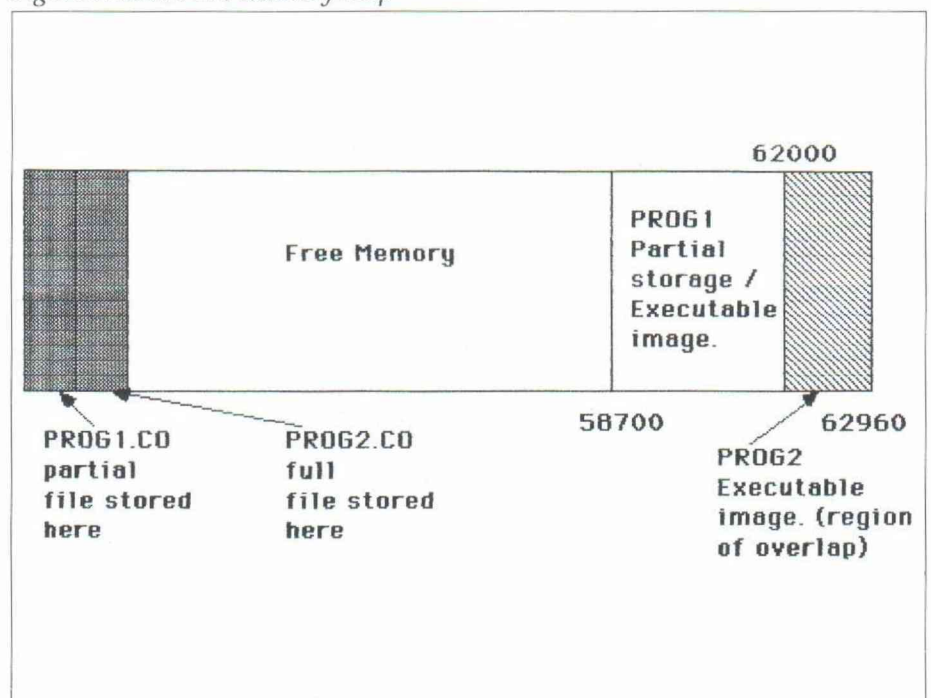 62000
Free Memory
PROG1
Partial
storage /
Executable
image.
58700
62960
PROG1.CO
partial
file stored
here
PROG2.CO
full
file stored
here
PROG2
Executable
image. (region
of overlap)